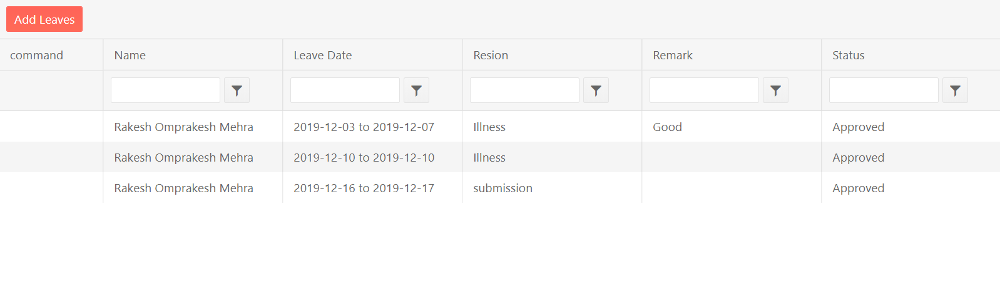 Add Leaves
command Name Leave Date Resion Remark Status
Rakesh Omprakesh Mehra 2019-12-03 to 2019-12-07 Illness Good Approved
Rakesh Omprakesh Mehra 2019-12-10 to 2019-12-10 Illness Approved
Rakesh Omprakesh Mehra 2019-12-16 to 2019-12-17 submission Approved